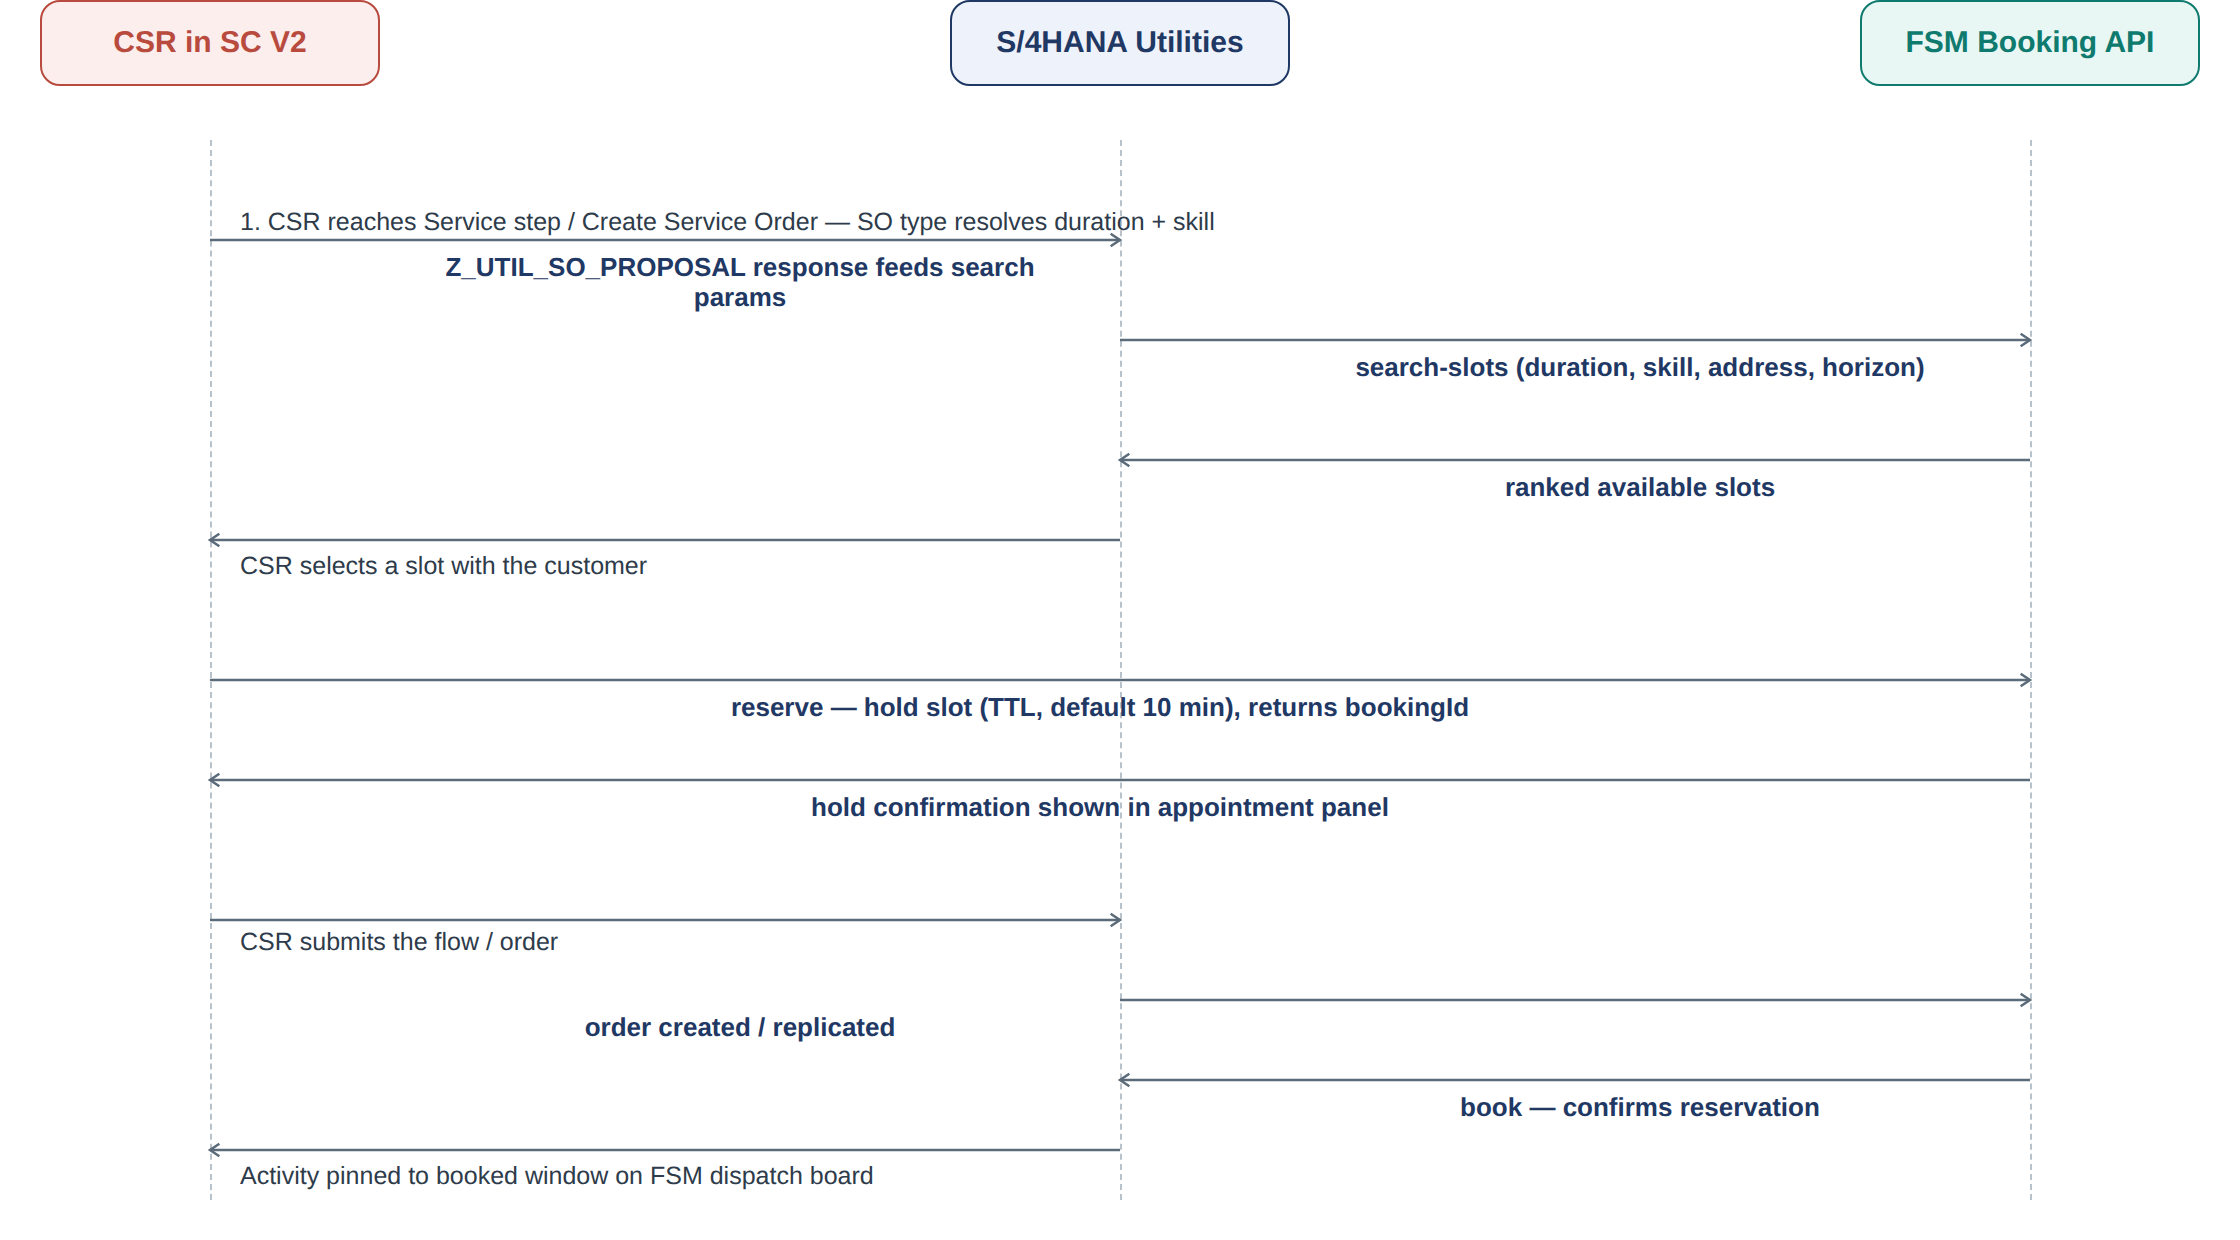 CSR in SC V2
S/4HANA Utilities
FSM Booking API
1. CSR reaches Service step / Create Service Order — SO type resolves duration + skill
Z_UTIL_SO_PROPOSAL response feeds search
params
search-slots (duration, skill, address, horizon)
ranked available slots
CSR selects a slot with the customer
reserve — hold slot (TTL, default 10 min), returns bookingId
hold confirmation shown in appointment panel
CSR submits the flow / order
order created / replicated
book — confirms reservation
Activity pinned to booked window on FSM dispatch board